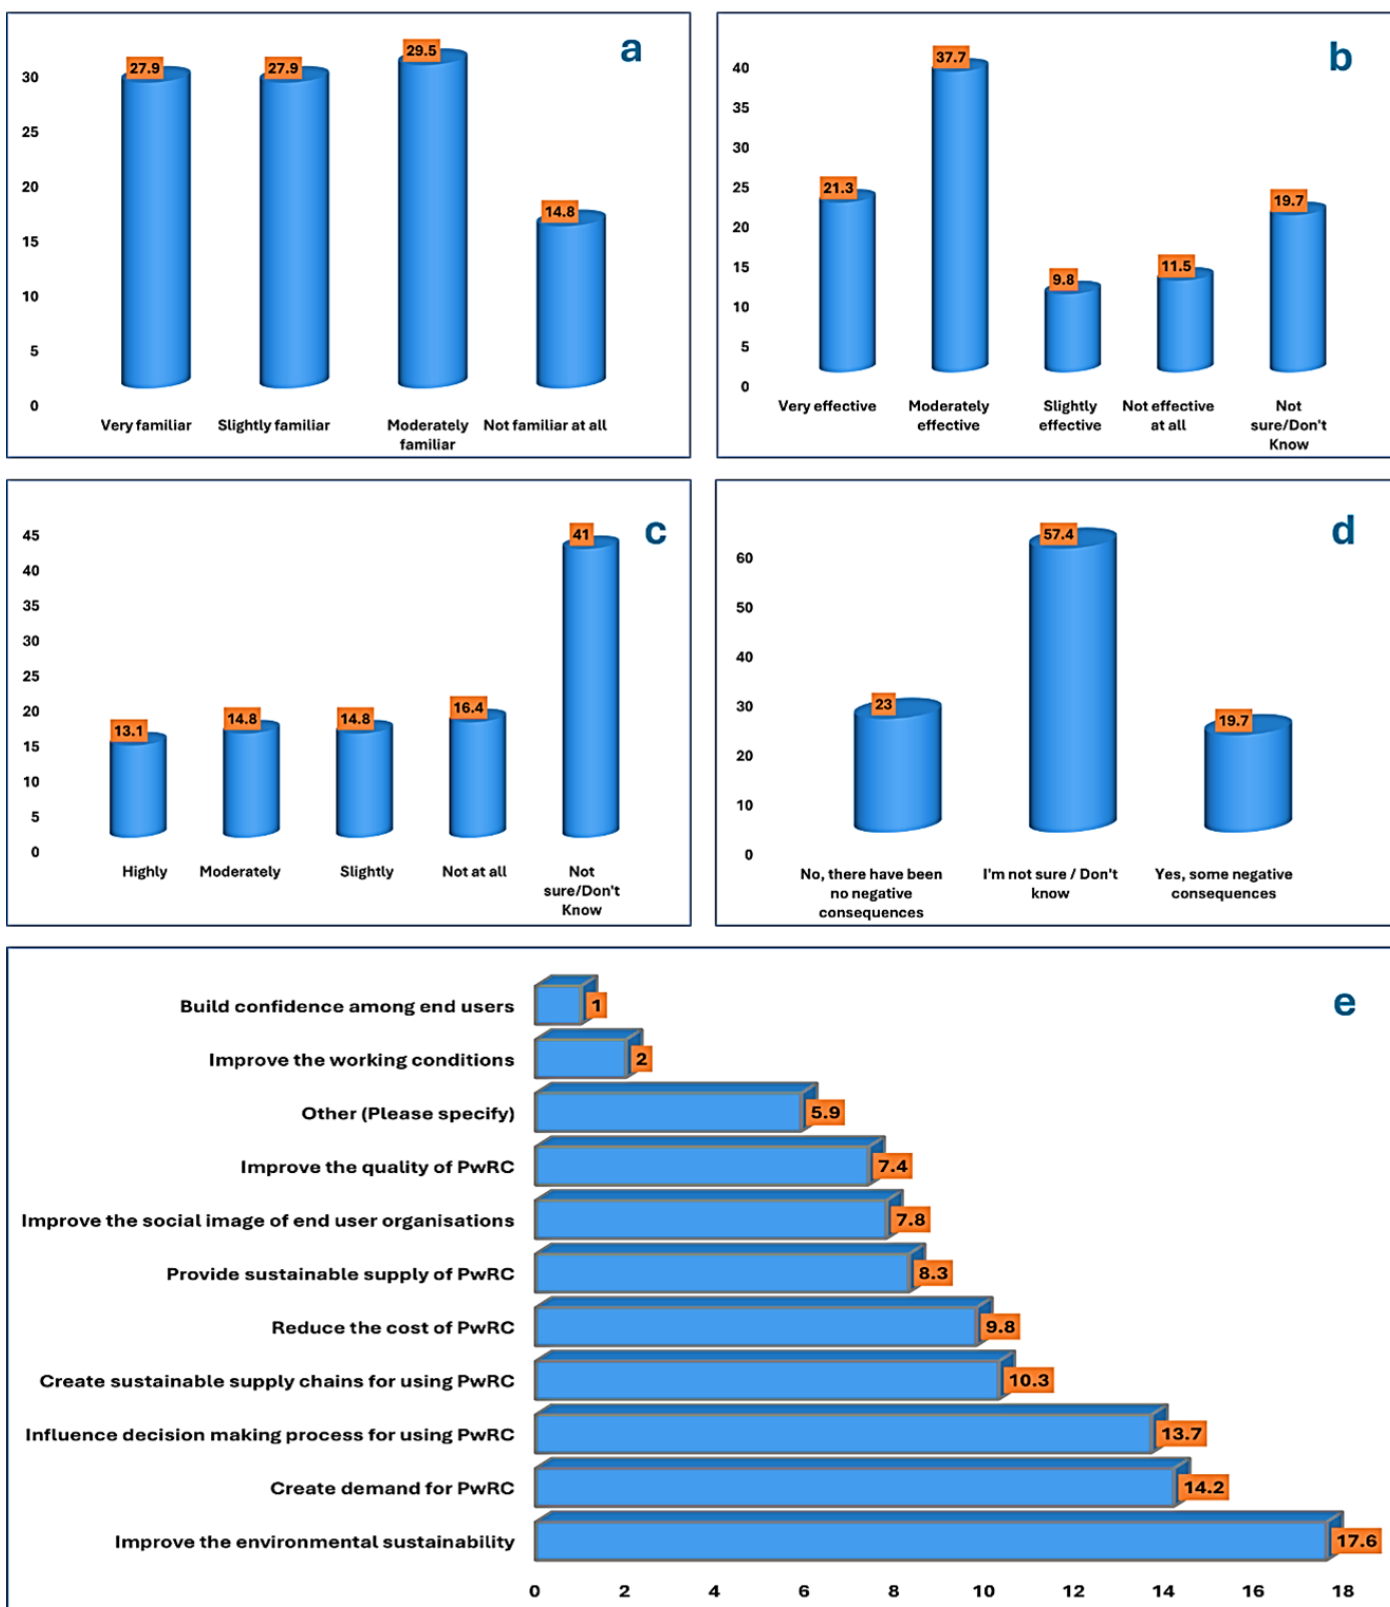 a
30
25
20
15
10
5
0
27.9
27.9
29.5
14.8
Very familiar
Slightly familiar
Moderately
familiar
Not familiar at all
b
40
35
30
25
20
15
10
5
0
21.3
37.7
9.8
11.5
19.7
Very effective
Moderately
effective
Slightly
effective
Not effective
at all
Not
sure/Don't
Know
c
45
40
35
30
25
20
15
10
5
0
13.1
14.8
14.8
16.4
41
Highly
Moderately
Slightly
Not at all
Not
sure/Don't
Know
d
60
50
40
30
20
10
0
23
57.4
19.7
No, there have been
no negative
consequences
I'm not sure / Don't
know
Yes, some negative
consequences
e
Build confidence among end users 1
Improve the working conditions 2
Other (Please specify) 5.9
Improve the quality of PwRC 7.4
Improve the social image of end user organisations 7.8
Provide sustainable supply of PwRC 8.3
Reduce the cost of PwRC 9.8
Create sustainable supply chains for using PwRC 10.3
Influence decision making process for using PwRC 13.7
Create demand for PwRC 14.2
Improve the environmental sustainability 17.6
0 2 4 6 8 10 12 14 16 18